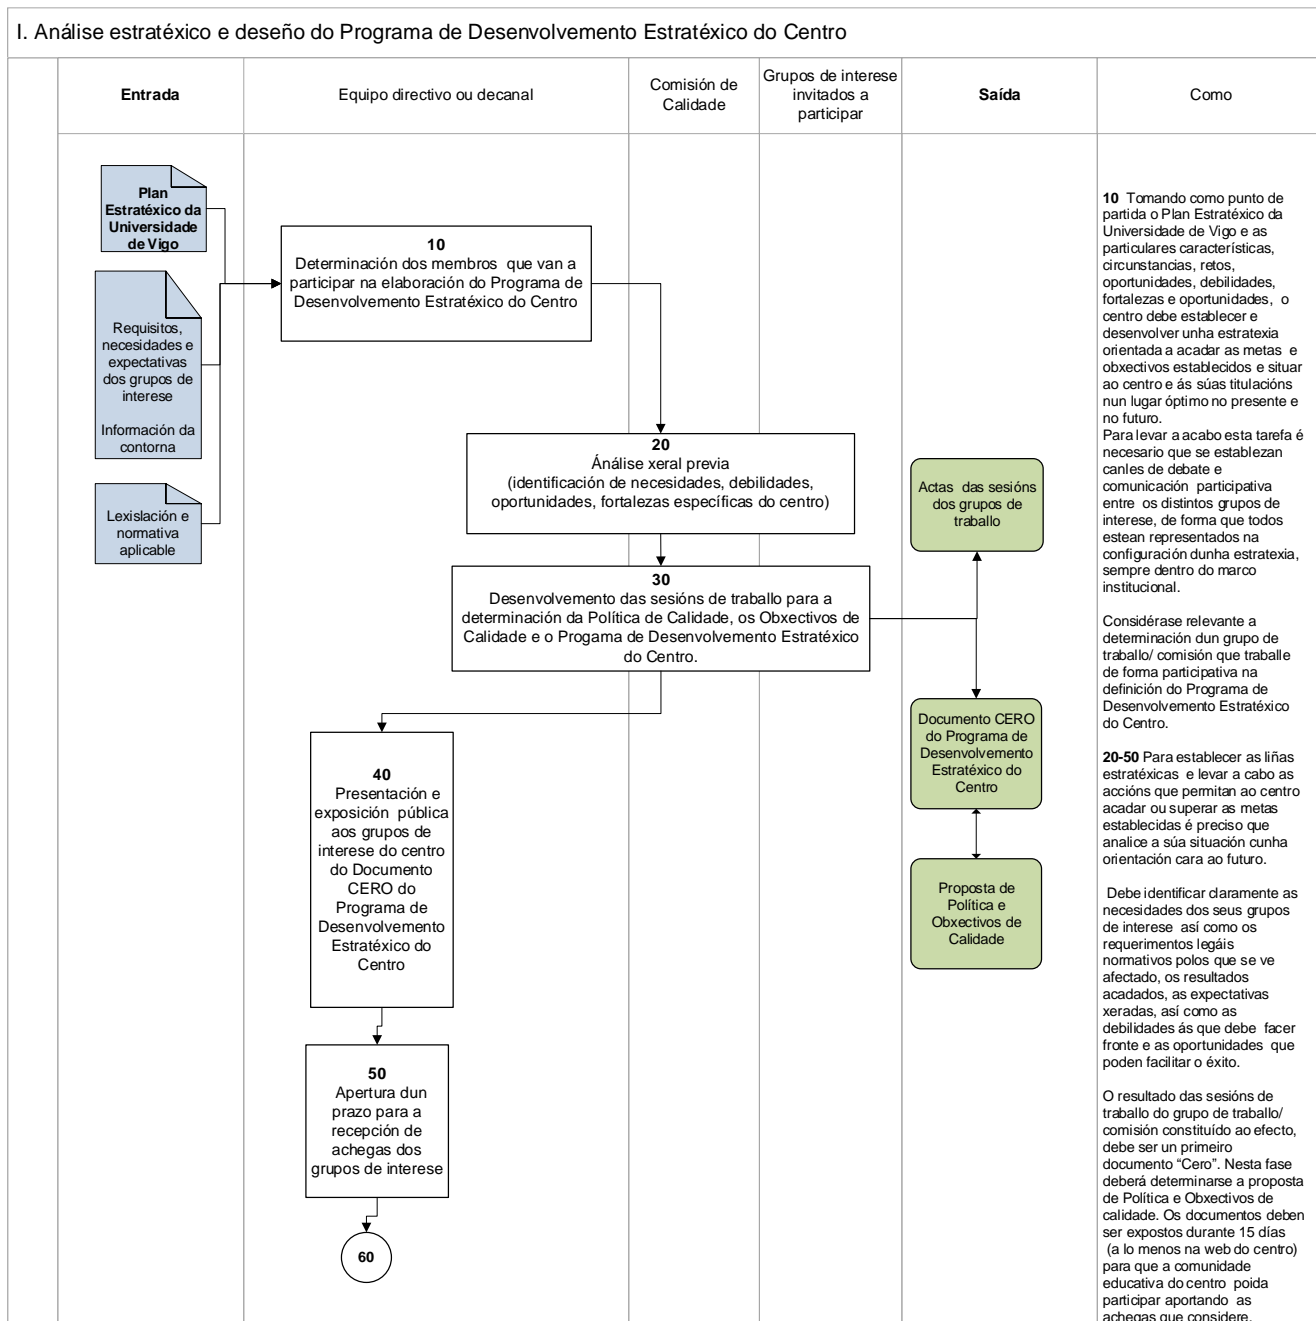 I. Análise estratéxico e deseño do Programa de Desenvolvemento Estratéxico do Centro
Entrada
Equipo directivo ou decanal
Comisión de
Calidade
Grupos de interese
invitados a
participar
Saída
Como
Plan
Estratéxico da
Universidade
de Vigo
Requisitos,
necesidades e
expectativas
dos grupos de
interese
Información da
contorna
Lexislación e
normativa
aplicable
10
Determinación dos membros que van a
participar na elaboración do Programa de
Desenvolvemento Estratéxico do Centro
20
Ánálise xeral previa
(identificación de necesidades, debilidades,
oportunidades, fortalezas específicas do centro)
30
Desenvolvemento das sesións de traballo para a
determinación da Política de Calidade, os Obxectivos de
Calidade e o Progama de Desenvolvemento Estratéxico
do Centro.
40
Presentación e
exposición pública
aos grupos de
interese do centro
do Documento
CERO do
Programa de
Desenvolvemento
Estratéxico do
Centro
50
Apertura dun
prazo para a
recepción de
achegas dos
grupos de interese
60
Actas das sesións
dos grupos de
traballo
Documento CERO
do Programa de
Desenvolvemento
Estratéxico do
Centro
Proposta de
Política e
Obxectivos de
Calidade
10 Tomando como punto de
partida o Plan Estratéxico da
Universidade de Vigo e as
particulares características,
circunstancias, retos,
oportunidades, debilidades,
fortalezas e oportunidades, o
centro debe establecer e
desenvolver unha estratexia
orientada a acadar as metas e
obxectivos establecidos e situar
ao centro e ás súas titulacións
nun lugar óptimo no presente e
no futuro.
Para levar a acabo esta tarefa é
necesario que se establezan
canles de debate e
comunicación participativa
entre os distintos grupos de
interese, de forma que todos
estean representados na
configuración dunha estratexia,
sempre dentro do marco
institucional.
Considérase relevante a
determinación dun grupo de
traballo/ comisión que traballe
de forma participativa na
definición do Programa de
Desenvolvemento Estratéxico
do Centro.
20-50 Para establecer as liñas
estratéxicas e levar a cabo as
accións que permitan ao centro
acadar ou superar as metas
establecidas é preciso que
analice a súa situación cunha
orientación cara ao futuro.
Debe identificar claramente as
necesidades dos seus grupos
de interese así como os
requerimentos legáis
normativos polos que se ve
afectado, os resultados
acadados, as expectativas
xeradas, así como as
debilidades ás que debe facer
fronte e as oportunidades que
poden facilitar o éxito.
O resultado das sesións de
traballo do grupo de traballo/
comisión constituído ao efecto,
debe ser un primeiro
documento “Cero”. Nesta fase
deberá determinarse a proposta
de Política e Obxectivos de
calidade. Os documentos deben
ser expostos durante 15 días
(a lo menos na web do centro)
para que a comunidade
educativa do centro poida
participar aportando as
achegas que considere.